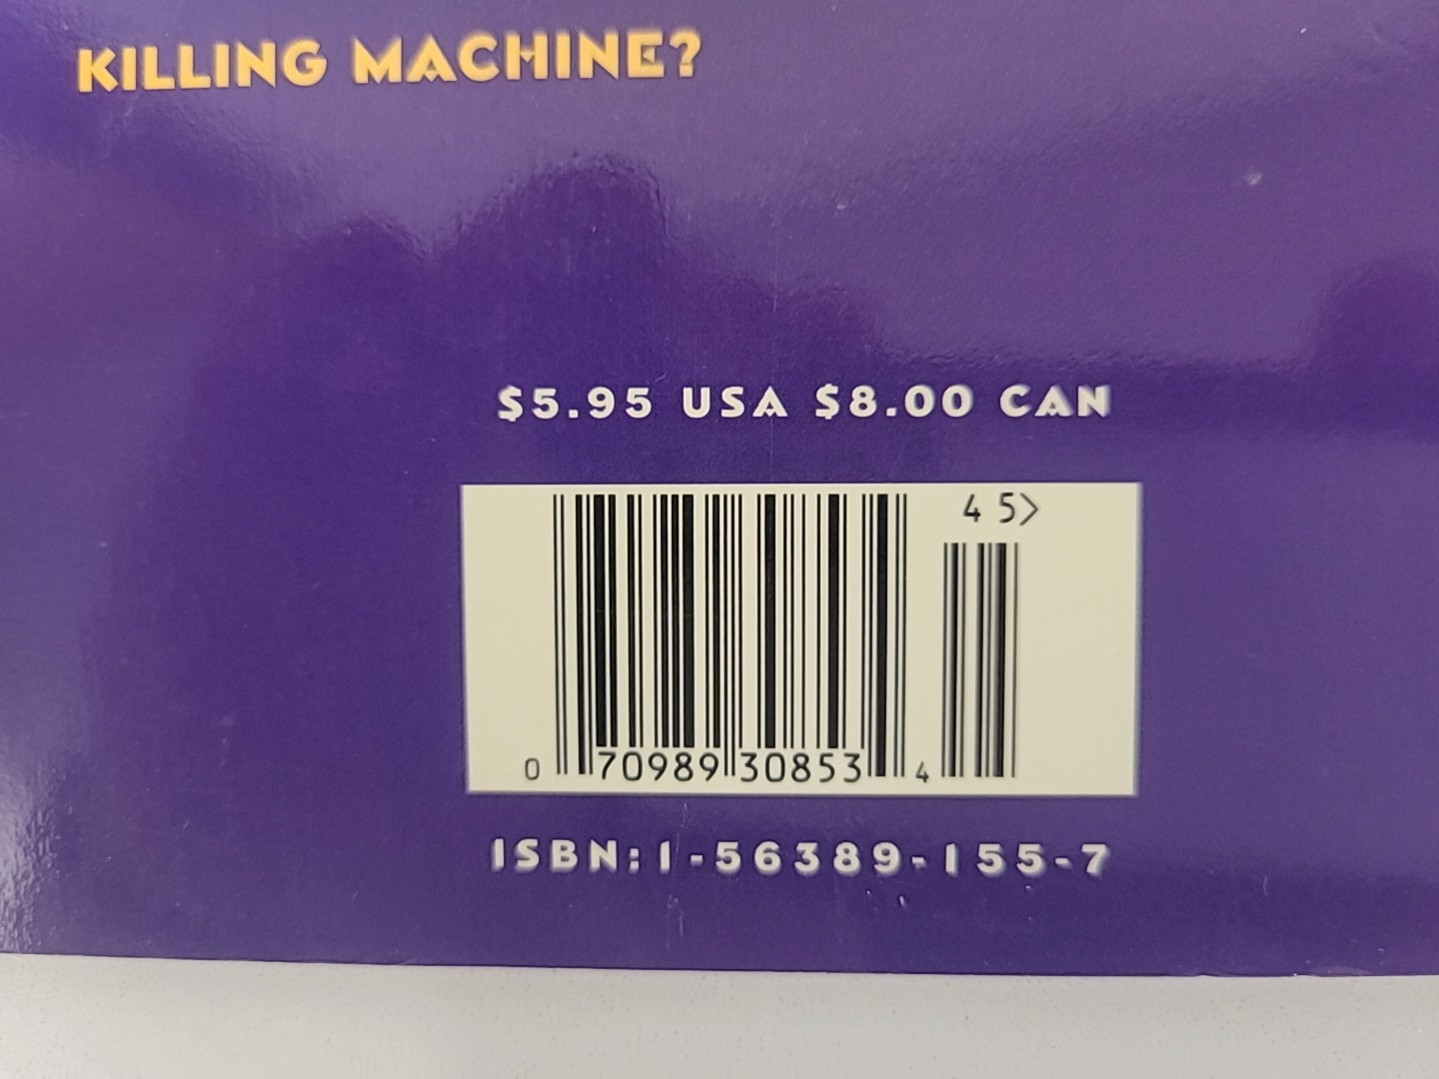 KILLING MACHINE?
$5.95 USA $8.00 CAN
4 5>
0 70989 30853 4
ISBN:1-56389-155-7